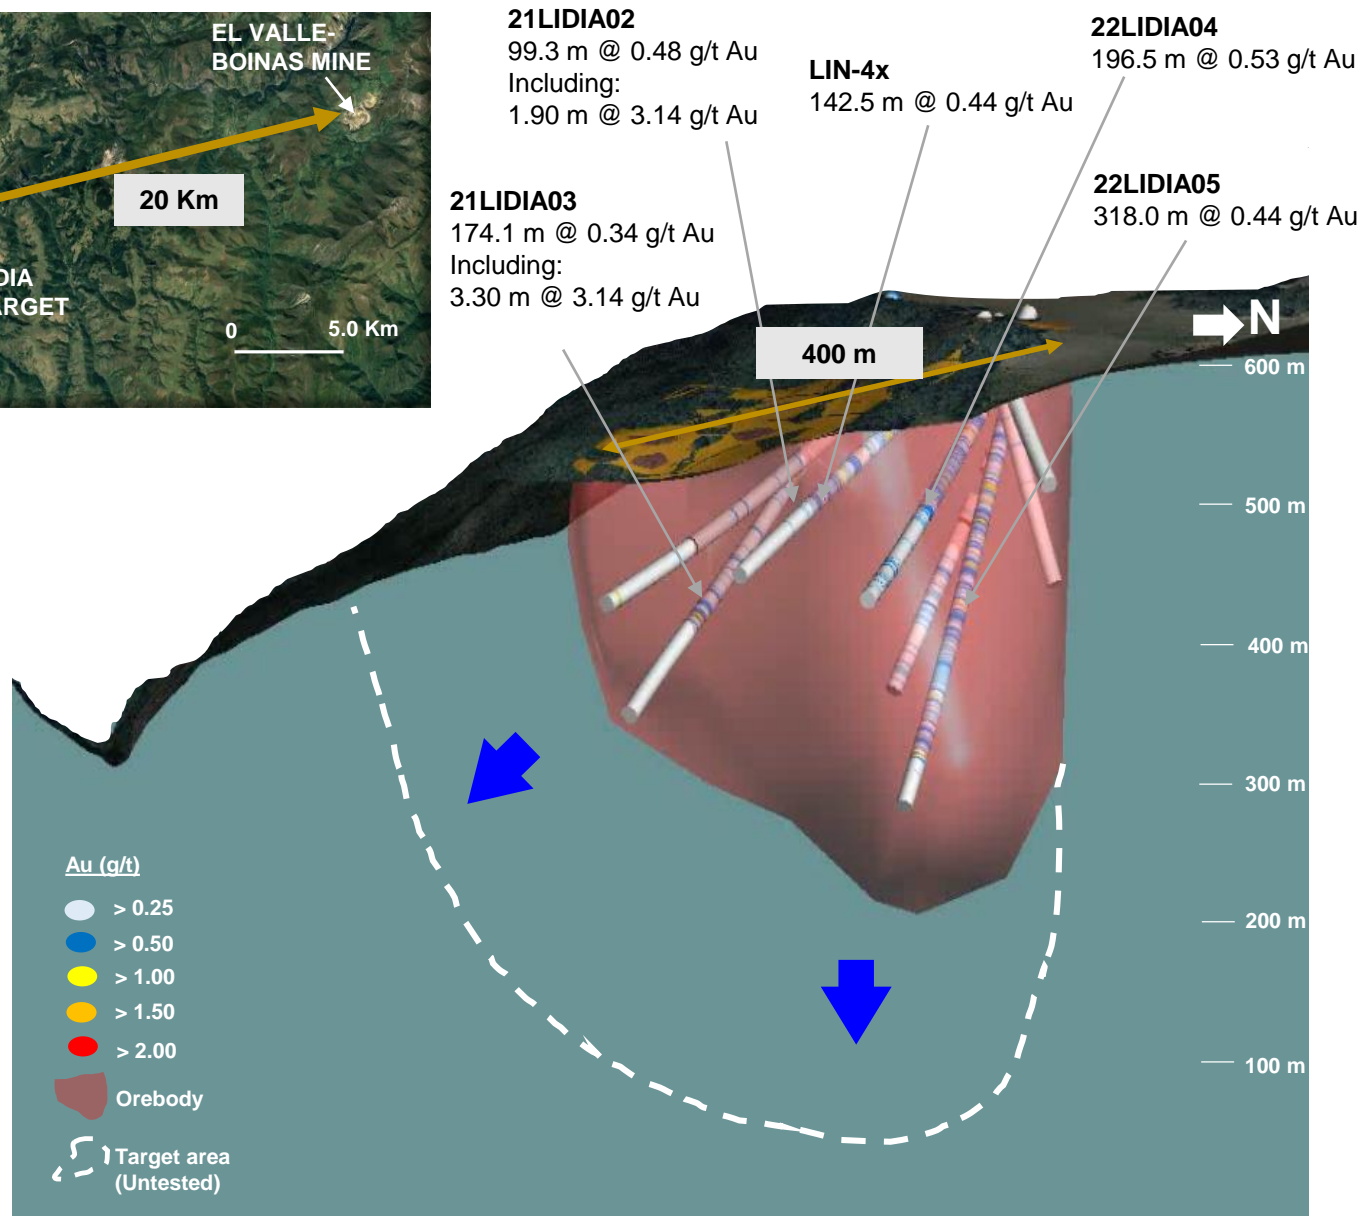 EL VALLE-
BOINAS MINE
20 Km
DIA
ARGET
0 5.0 Km
21LIDIA02
99.3 m @ 0.48 g/t Au
Including:
1.90 m @ 3.14 g/t Au
LIN-4x
142.5 m @ 0.44 g/t Au
22LIDIA04
196.5 m @ 0.53 g/t Au
21LIDIA03
174.1 m @ 0.34 g/t Au
Including:
3.30 m @ 3.14 g/t Au
22LIDIA05
318.0 m @ 0.44 g/t Au
400 m
N
600 m
500 m
400 m
300 m
200 m
100 m
Au (g/t)
> 0.25
> 0.50
> 1.00
> 1.50
> 2.00
Orebody
Target area
(Untested)